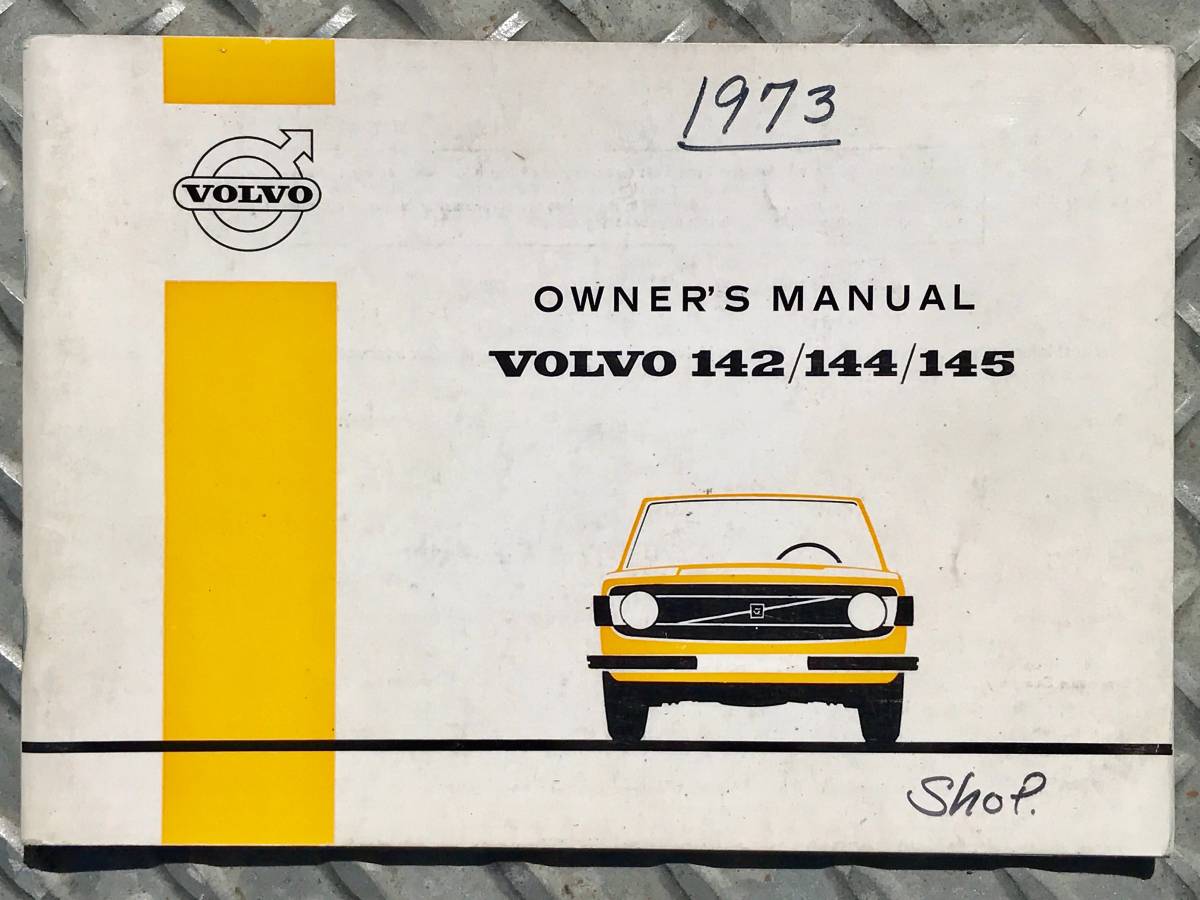 1973
VOLVO
OWNER'S MANUAL
VOLVO 142/144/145
Shop.